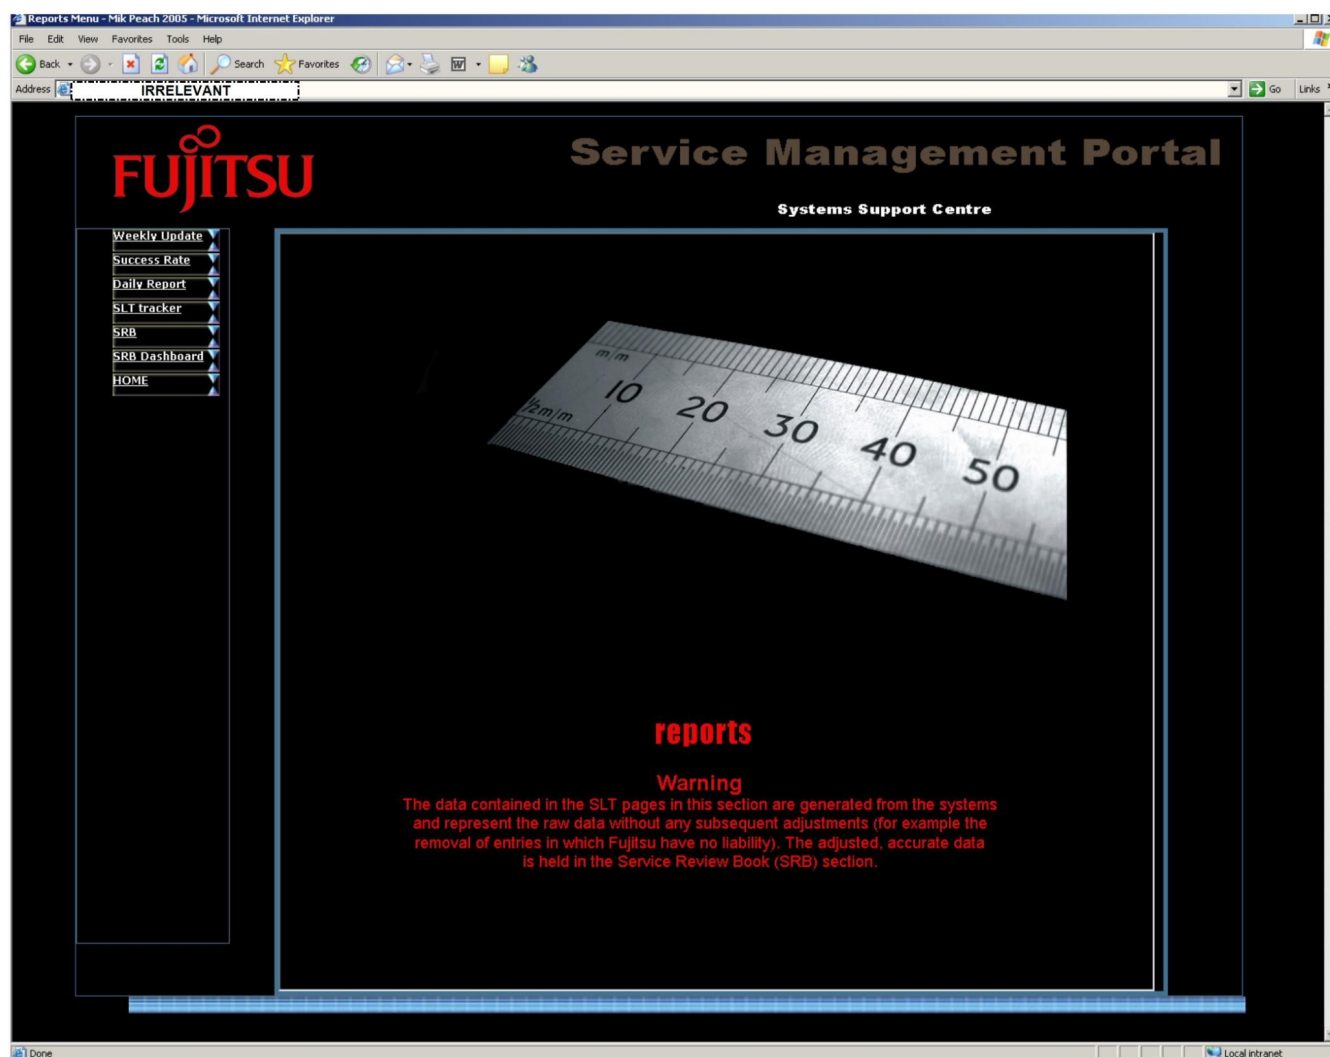 Reports Menu - Mik Peach 2005 - Microsoft Internet Explorer
File Edit View Favorites Tools Help
Back Search Favorites
Address IRRELEVANT Go Links
FUJITSU
Service Management Portal
Systems Support Centre
Weekly Update
Success Rate
Daily Report
SLT tracker
SRB
SRB Dashboard
HOME
m/m
10 20 30 40 50
1/2m/m
reports
Warning
The data contained in the SLT pages in this section are generated from the systems
and represent the raw data without any subsequent adjustments (for example the
removal of entries in which Fujitsu have no liability). The adjusted, accurate data
is held in the Service Review Book (SRB) section.
Done Local intranet